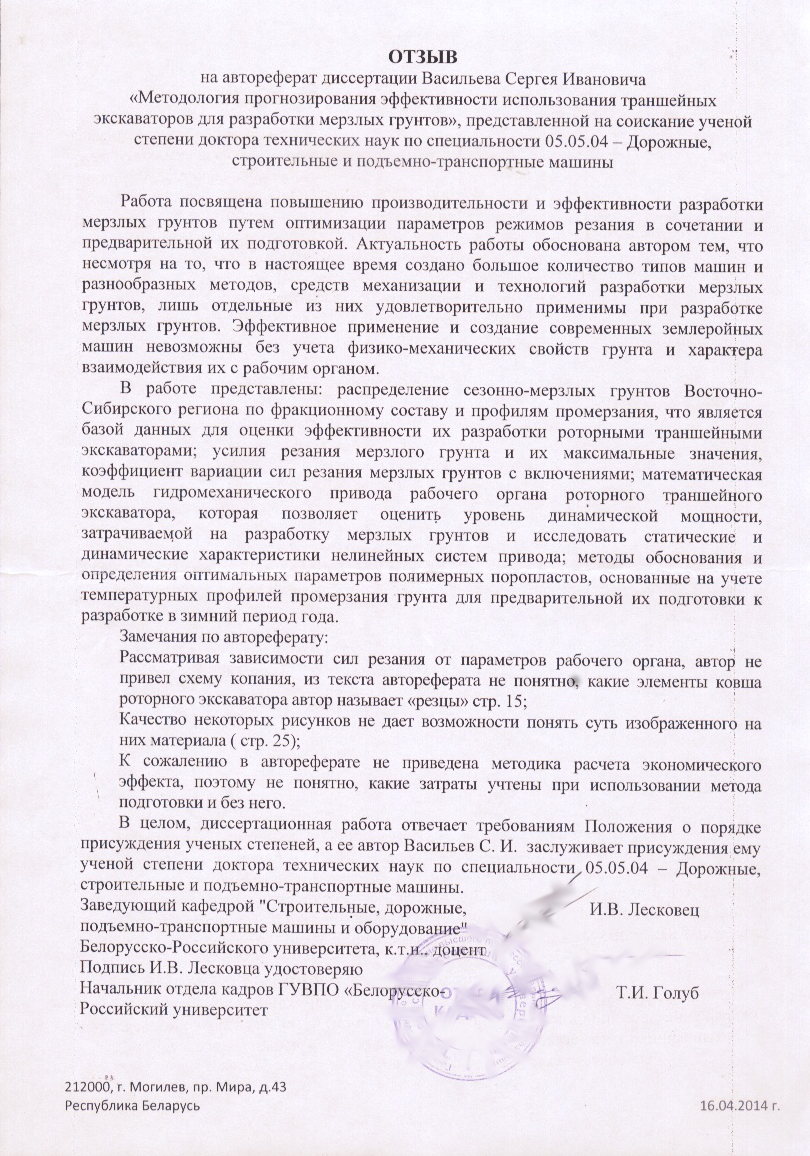 ОТЗЫВ
на автореферат диссертации Васильева Сергея Ивановича
«Методология прогнозирования эффективности использования траншейных
экскаваторов для разработки мерзлых грунтов», представленной на соискание ученой
степени доктора технических наук по специальности 05.05.04 – Дорожные,
строительные и подъемно-транспортные машины
Работа посвящена повышению производительности и эффективности разработки
мерзлых грунтов путем оптимизации параметров режимов резания в сочетании и
предварительной их подготовкой. Актуальность работы обоснована автором тем, что
несмотря на то, что в настоящее время создано большое количество типов машин и
разнообразных методов, средств механизации и технологий разработки мерзлых
грунтов, лишь отдельные из них удовлетворительно применимы при разработке
мерзлых грунтов. Эффективное применение и создание современных землеройных
машин невозможны без учета физико-механических свойств грунта и характера
взаимодействия их с рабочим органом.
В работе представлены: распределение сезонно-мерзлых грунтов Восточно-
Сибирского региона по фракционному составу и профилям промерзания, что является
базой данных для оценки эффективности их разработки роторными траншейными
экскаваторами; усилия резания мерзлого грунта и их максимальные значения,
коэффициент вариации сил резания мерзлых грунтов с включениями; математическая
модель гидромеханического привода рабочего органа роторного траншейного
экскаватора, которая позволяет оценить уровень динамической мощности,
затрачиваемой на разработку мерзлых грунтов и исследовать статические и
динамические характеристики нелинейных систем привода; методы обоснования и
определения оптимальных параметров полимерных поропластов, основанные на учете
температурных профилей промерзания грунта для предварительной их подготовки к
разработке в зимний период года.
Замечания по автореферату:
Рассматривая зависимости сил резания от параметров рабочего органа, автор не
привел схему копания, из текста автореферата не понятно, какие элементы ковша
роторного экскаватора автор называет «резцы» стр. 15;
Качество некоторых рисунков не дает возможности понять суть изображенного на
них материала ( стр. 25);
К сожалению в автореферате не приведена методика расчета экономического
эффекта, поэтому не понятно, какие затраты учтены при использовании метода
подготовки и без него.
В целом, диссертационная работа отвечает требованиям Положения о порядке
присуждения ученых степеней, а ее автор Васильев С. И. заслуживает присуждения ему
ученой степени доктора технических наук по специальности 05.05.04 – Дорожные,
строительные и подъемно-транспортные машины.
Заведующий кафедрой "Строительные, дорожные, И.В. Лесковец
подъемно-транспортные машины и оборудование"
Белорусско-Российского университета, к.т.н., доцент
Подпись И.В. Лесковца удостоверяю
Начальник отдела кадров ГУВПО «Белорусско- Т.И. Голуб
Российский университет
212000, г. Могилев, пр. Мира, д.43
Республика Беларусь 16.04.2014 г.